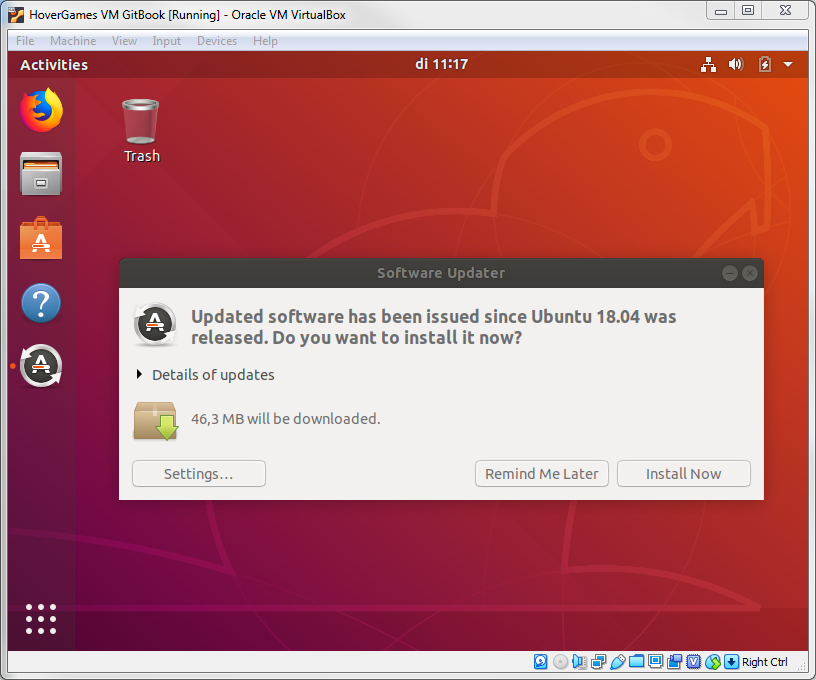 HoverGames VM GitBook [Running] - Oracle VM VirtualBox
File Machine View Input Devices Help
Activities di 11:17
Trash
Software Updater
Updated software has been issued since Ubuntu 18.04 was
released. Do you want to install it now?
Details of updates
46,3 MB will be downloaded.
Settings… Remind Me Later Install Now
Right Ctrl